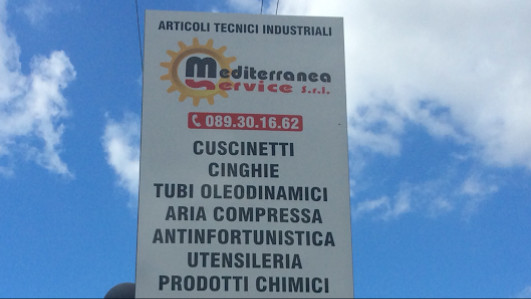 ARTICOLI TECNICI INDUSTRIALI
Mediterranea
Service S.r.l.
089.30.16.62
CUSCINETTI
CINGHIE
TUBI OLEODINAMICI
ARIA COMPRESSA
ANTINFORTUNISTICA
UTENSILERIA
PRODOTTI CHIMICI